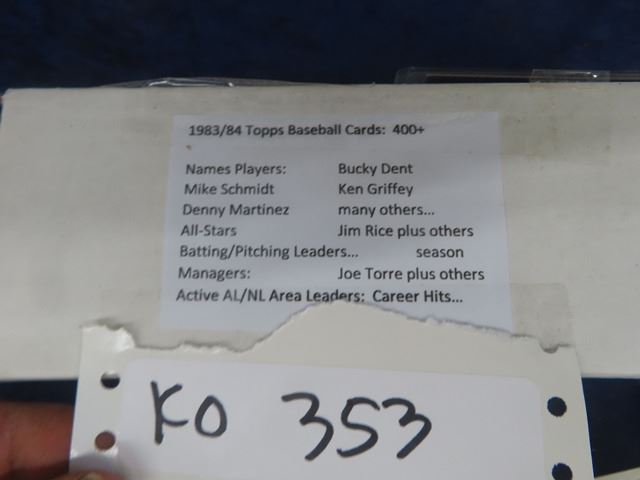 1983/84 Topps Baseball Cards: 400+
Names Players: Bucky Dent
Mike Schmidt Ken Griffey
Denny Martinez many others...
All-Stars Jim Rice plus others
Batting/Pitching Leaders... season
Managers: Joe Torre plus others
Active AL/NL Area Leaders: Career Hits...
KO 353